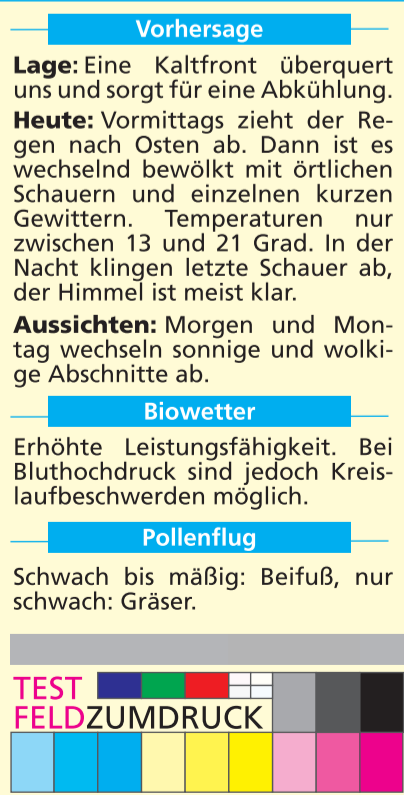 Vorhersage
Lage: Eine Kaltfront überquert
uns und sorgt für eine Abkühlung.
Heute: Vormittags zieht der Re-
gen nach Osten ab. Dann ist es
wechselnd bewölkt mit örtlichen
Schauern und einzelnen kurzen
Gewittern. Temperaturen nur
zwischen 13 und 21 Grad. In der
Nacht klingen letzte Schauer ab,
der Himmel ist meist klar.
Aussichten: Morgen und Mon-
tag wechseln sonnige und wolki-
ge Abschnitte ab.
Biowetter
Erhöhte Leistungsfähigkeit. Bei
Bluthochdruck sind jedoch Kreis-
laufbeschwerden möglich.
Pollenflug
Schwach bis mäßig: Beifuß, nur
schwach: Gräser.
TEST
FELDZUMDRUCK